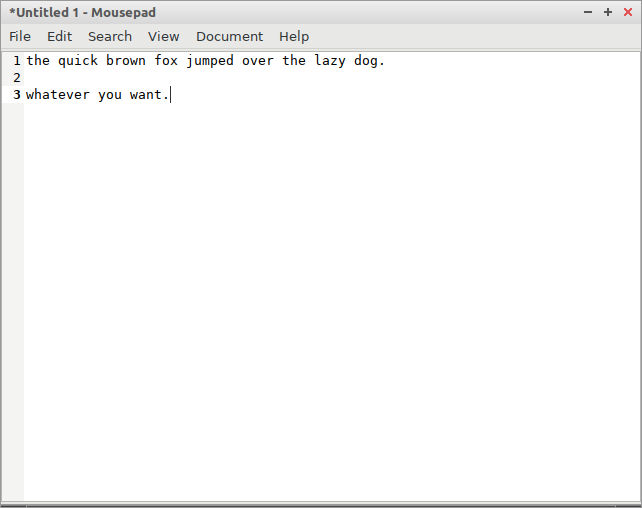 *Untitled 1 - Mousepad
File Edit Search View Document Help
1 the quick brown fox jumped over the lazy dog.
2
3 whatever you want.